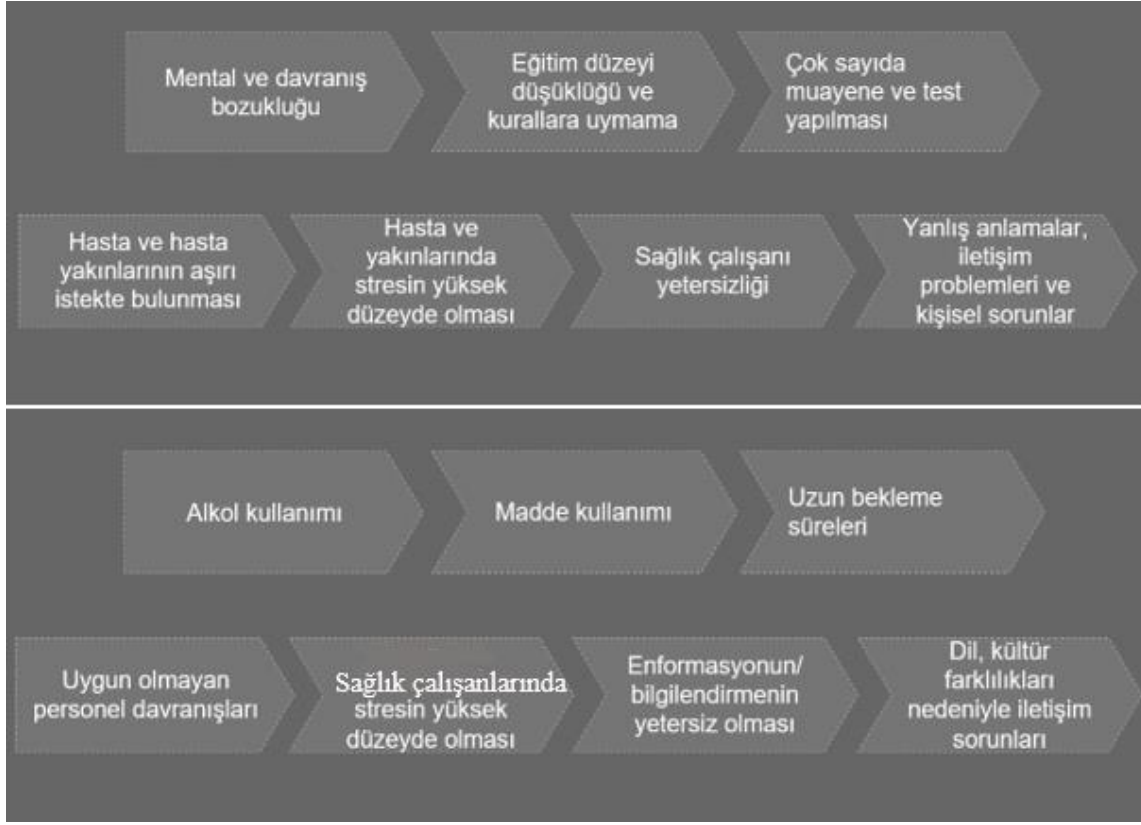 Mental ve davranış
bozukluğu
Eğitim düzeyi
düşüklüğü ve
kurallara uymama
Çok sayıda
muayene ve test
yapılması
Hasta ve hasta
yakınlarının aşırı
istekte bulunması
Hasta ve
yakınlarında
stresin yüksek
düzeyde olması
Sağlık çalışanı
yetersizliği
Yanlış anlamalar,
iletişim
problemleri ve
kişisel sorunlar
Alkol kullanımı
Madde kullanımı
Uzun bekleme
süreleri
Uygun olmayan
personel davranışları
Sağlık çalışanlarında
stresin yüksek
düzeyde olması
Enformasyonun/
bilgilendirmenin
yetersiz olması
Dil, kültür
farklılıkları
nedeniyle iletişim
sorunları